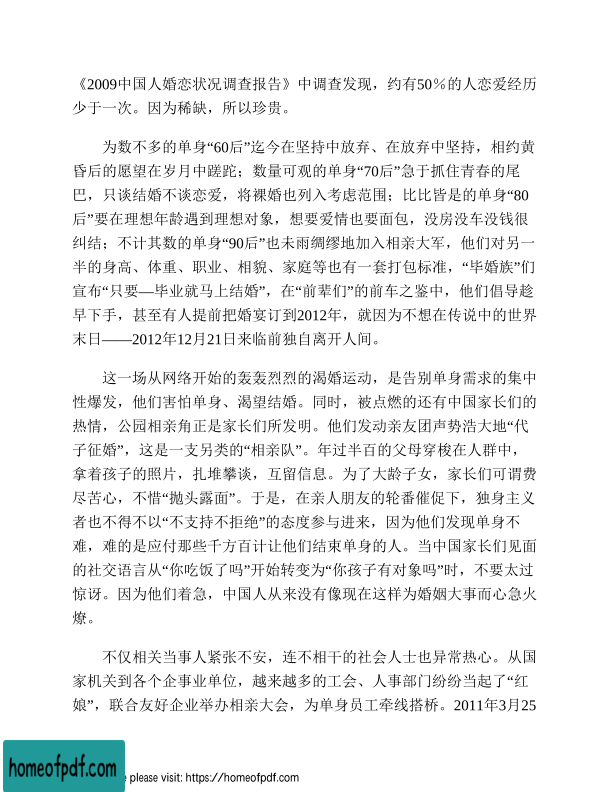 《2009中国人婚恋状况调查报告》中调查发现，约有50％的人恋爱经历
少于一次。因为稀缺，所以珍贵。
为数不多的单身“60后”迄今在坚持中放弃、在放弃中坚持，相约黄
昏后的愿望在岁月中蹉跎；数量可观的单身“70后”急于抓住青春的尾
巴，只谈结婚不谈恋爱，将裸婚也列入考虑范围；比比皆是的单身“80
后”要在理想年龄遇到理想对象，想要爱情也要面包，没房没车没钱很
纠结；不计其数的单身“90后”也未雨绸缪地加入相亲大军，他们对另一
半的身高、体重、职业、相貌、家庭等也有一套打包标准，“毕婚族”们
宣布“只要—毕业就马上结婚”，在“前辈们”的前车之鉴中，他们倡导趁
早下手，甚至有人提前把婚宴订到2012年，就因为不想在传说中的世界
末日——2012年12月21日来临前独自离开人间。
这一场从网络开始的轰轰烈烈的渴婚运动，是告别单身需求的集中
性爆发，他们害怕单身、渴望结婚。同时，被点燃的还有中国家长们的
热情，公园相亲角正是家长们所发明。他们发动亲友团声势浩大地“代
子征婚”，这是一支另类的“相亲队”。年过半百的父母穿梭在人群中，
拿着孩子的照片，扎堆攀谈，互留信息。为了大龄子女，家长们可谓费
尽苦心，不惜“抛头露面”。于是，在亲人朋友的轮番催促下，独身主义
者也不得不以“不支持不拒绝”的态度参与进来，因为他们发现单身不
难，难的是应付那些千方百计让他们结束单身的人。当中国家长们见面
的社交语言从“你吃饭了吗”开始转变为“你孩子有对象吗”时，不要太过
惊讶。因为他们着急，中国人从来没有像现在这样为婚姻大事而心急火
燎。
不仅相关当事人紧张不安，连不相干的社会人士也异常热心。从国
家机关到各个企事业单位，越来越多的工会、人事部门纷纷当起了“红
娘”，联合友好企业举办相亲大会，为单身员工牵线搭桥。2011年3月25
homeofpdf.com
e please visit: https://homeofpdf.com